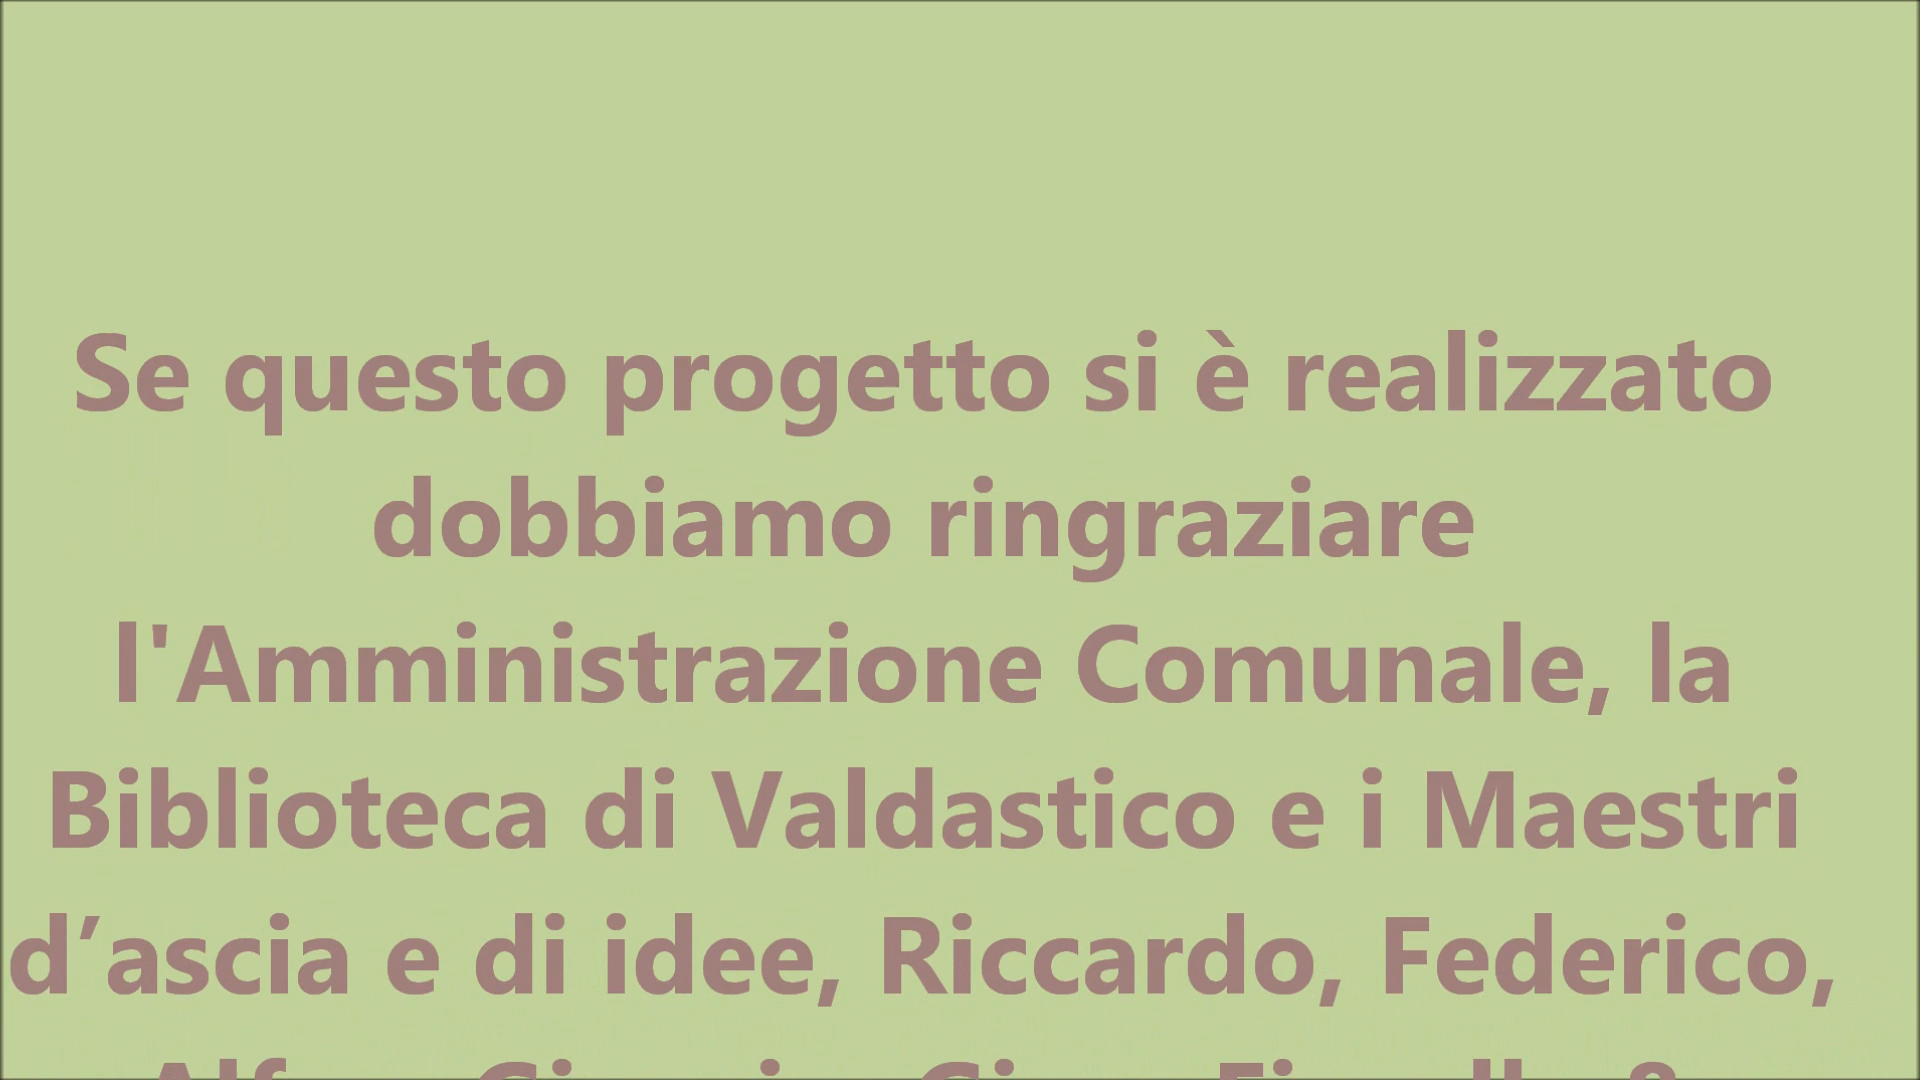 Se questo progetto si è realizzato
dobbiamo ringraziare
l'Amministrazione Comunale, la
Biblioteca di Valdastico e i Maestri
d’ascia e di idee, Riccardo, Federico,